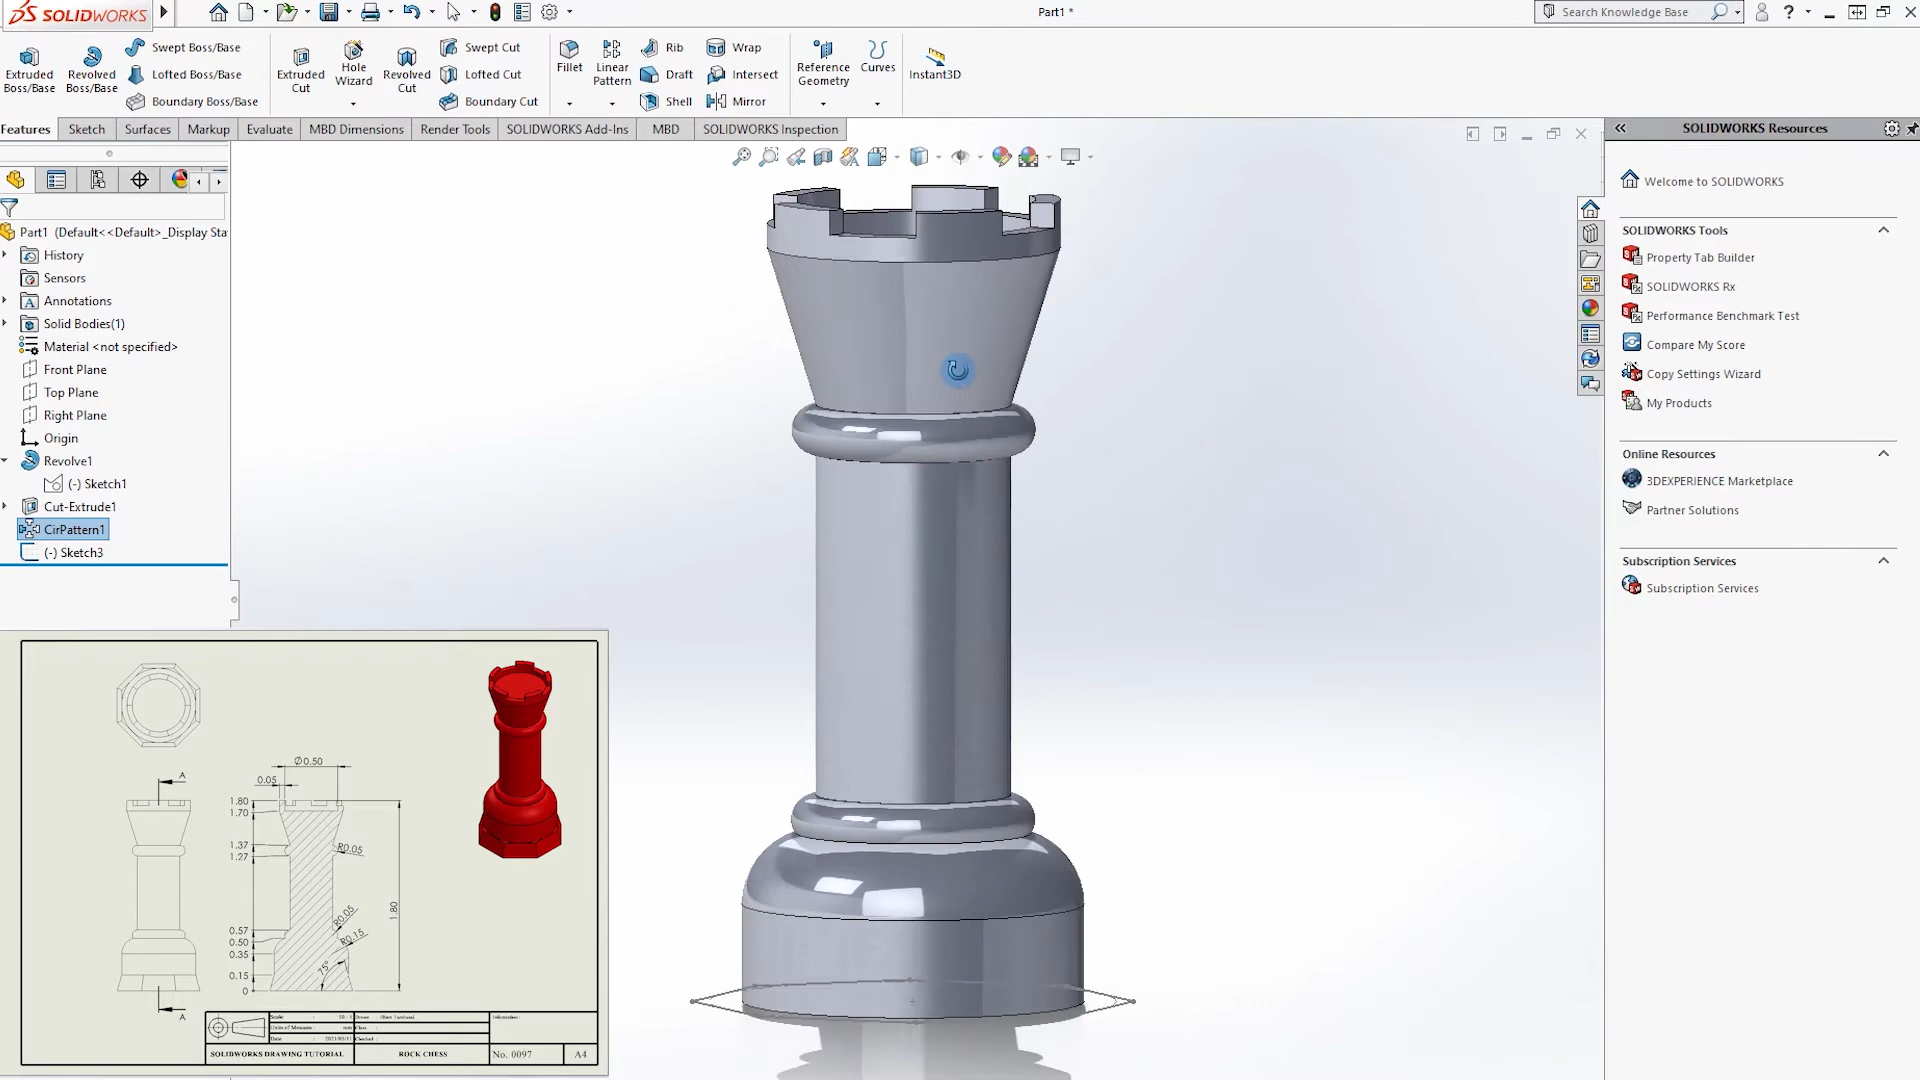 SOLIDWORKS
Part1 *
Search Knowledge Base
Extruded Boss/Base
Revolved Boss/Base
Swept Boss/Base
Lofted Boss/Base
Boundary Boss/Base
Extruded Cut
Hole Wizard
Revolved Cut
Swept Cut
Lofted Cut
Boundary Cut
Fillet
Linear Pattern
Rib
Draft
Shell
Wrap
Intersect
Mirror
Reference Geometry
Curves
Instant3D
Features
Sketch
Surfaces
Markup
Evaluate
MBD Dimensions
Render Tools
SOLIDWORKS Add-Ins
MBD
SOLIDWORKS Inspection
Part1 (Default<<Default>_Display Sta
History
Sensors
Annotations
Solid Bodies(1)
Material <not specified>
Front Plane
Top Plane
Right Plane
Origin
Revolve1
(-) Sketch1
Cut-Extrude1
CirPattern1
(-) Sketch3
SOLIDWORKS Resources
Welcome to SOLIDWORKS
SOLIDWORKS Tools
Property Tab Builder
SOLIDWORKS Rx
Performance Benchmark Test
Compare My Score
Copy Settings Wizard
My Products
Online Resources
3DEXPERIENCE Marketplace
Partner Solutions
Subscription Services
Subscription Services
Ø0.50
0.05
A
1.80
1.70
1.37
1.27
R0.05
0.57
0.50
0.35
0.15
0
R0.05
R0.15
75°
1.80
A
SOLIDWORKS DRAWING TUTORIAL
ROCK CHESS
No. 0097
A4